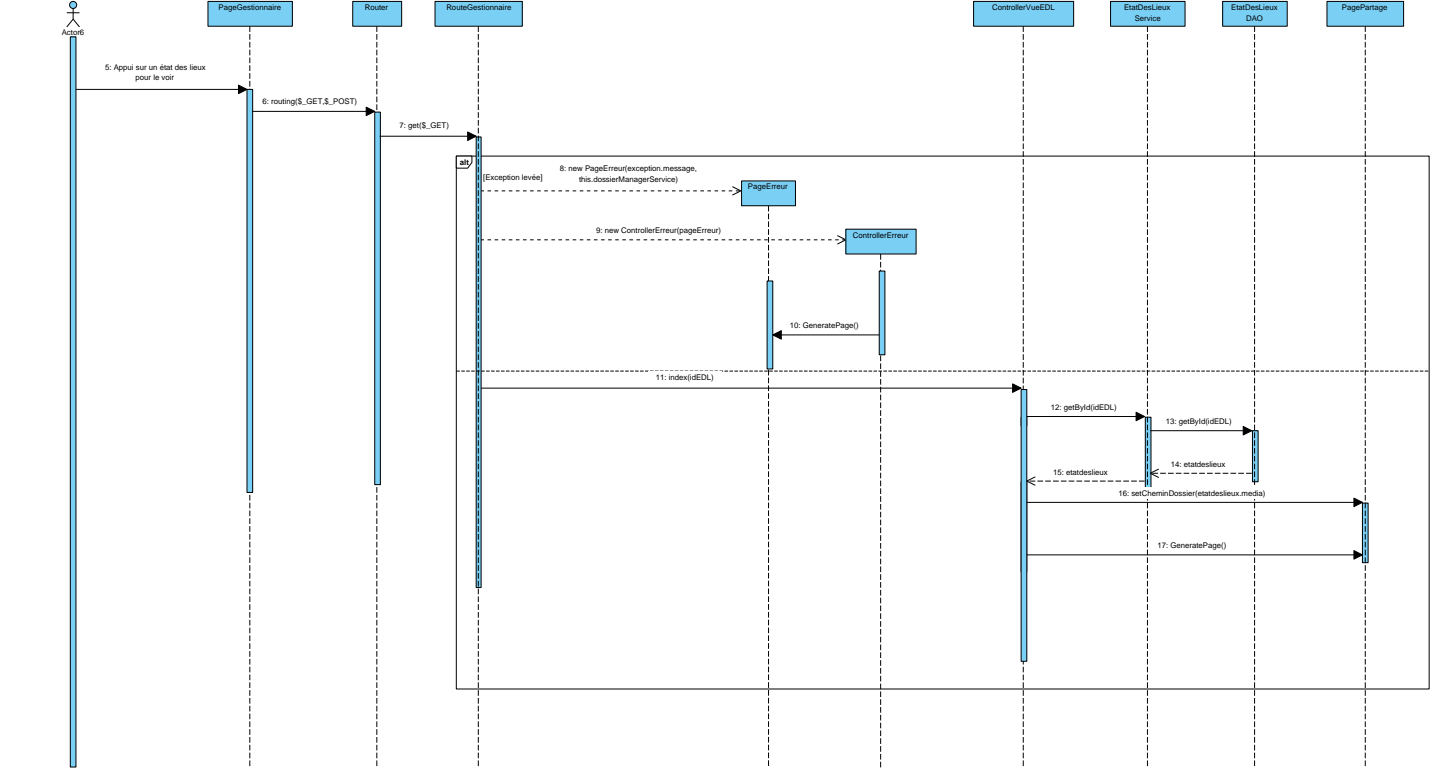 PageGestionnaire
Router
RouteGestionnaire
ControllerVueEDL
EtatDesLieux
Service
EtatDesLieux
DAO
PagePartage
Actor6
5: Appui sur un état des lieux
pour le voir
6: routing($_GET,$_POST)
7: get($_GET)
alt
[Exception levée]
8: new PageErreur(exception.message,
this.dossierManagerService)
PageErreur
9: new ControllerErreur(pageErreur)
ControllerErreur
10: GeneratePage()
11: index(idEDL)
12: getById(idEDL)
13: getById(idEDL)
14: etatdeslieux
15: etatdeslieux
16: setCheminDossier(etatdeslieux.media)
17: GeneratePage()